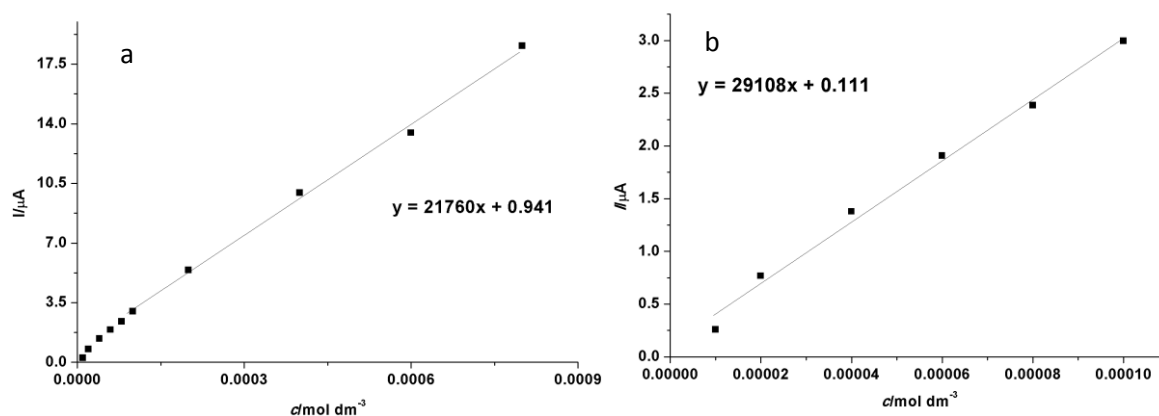 a
17.5
14.0
10.5
7.0
3.5
0.0
I/μA
y = 21760x + 0.941
0.0000
0.0003
0.0006
0.0009
c/mol dm⁻³
b
3.0
2.5
2.0
1.5
1.0
0.5
0.0
I/μA
y = 29108x + 0.111
0.00000
0.00002
0.00004
0.00006
0.00008
0.00010
c/mol dm⁻³